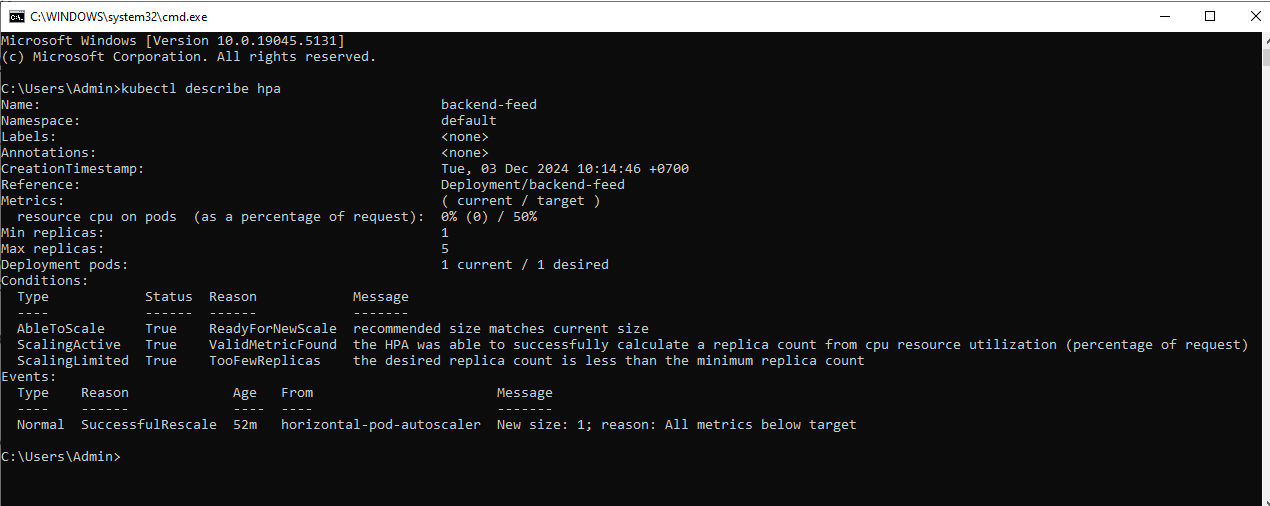 C:\WINDOWS\system32\cmd.exe
Microsoft Windows [Version 10.0.19045.5131]
(c) Microsoft Corporation. All rights reserved.
C:\Users\Admin>kubectl describe hpa
Name: backend-feed
Namespace: default
Labels: <none>
Annotations: <none>
CreationTimestamp: Tue, 03 Dec 2024 10:14:46 +0700
Reference: Deployment/backend-feed
Metrics: ( current / target )
resource cpu on pods (as a percentage of request): 0% (0) / 50%
Min replicas: 1
Max replicas: 5
Deployment pods: 1 current / 1 desired
Conditions:
Type Status Reason Message
---- ------ ------ -------
AbleToScale True ReadyForNewScale recommended size matches current size
ScalingActive True ValidMetricFound the HPA was able to successfully calculate a replica count from cpu resource utilization (percentage of request)
ScalingLimited True TooFewReplicas the desired replica count is less than the minimum replica count
Events:
Type Reason Age From Message
---- ------ ---- ---- -------
Normal SuccessfulRescale 52m horizontal-pod-autoscaler New size: 1; reason: All metrics below target
C:\Users\Admin>